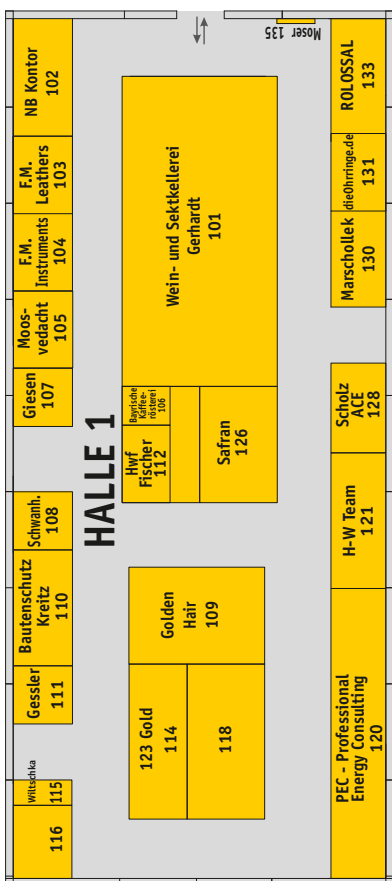 Moser 135
NB Kontor
102
F.M.
Leathers
103
F.M.
Instruments
104
Moos-
vedacht
105
Giesen
107
HALLE 1
Schwanh.
108
Bautenschutz
Kreitz
110
Gessler
111
Wiltschka
115
116
Wein- und Sektkellerei
Gerhardt
101
Bayrische
Kaffee-
rösterei
106
Hwf
Fischer
112
Safran
126
Golden
Hair
109
123 Gold
114
118
ROLOSSAL
133
dieOhrringe.de
131
Marschollek
130
Scholz
ACE
128
H-W Team
121
PEC - Professional
Energy Consulting
120